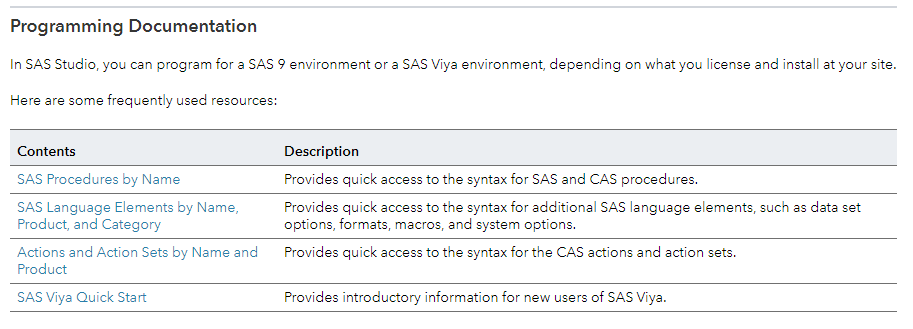 Programming Documentation
In SAS Studio, you can program for a SAS 9 environment or a SAS Viya environment, depending on what you license and install at your site.
Here are some frequently used resources:
Contents Description
SAS Procedures by Name Provides quick access to the syntax for SAS and CAS procedures.
SAS Language Elements by Name, Provides quick access to the syntax for additional SAS language elements, such as data set
Product, and Category options, formats, macros, and system options.
Actions and Action Sets by Name and Provides quick access to the syntax for the CAS actions and action sets.
Product
SAS Viya Quick Start Provides introductory information for new users of SAS Viya.